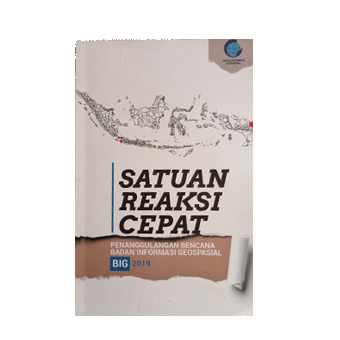 SATUAN
REAKSI
CEPAT
PENANGGULANGAN BENCANA
BADAN INFORMASI GEOSPASIAL
BIG 2019